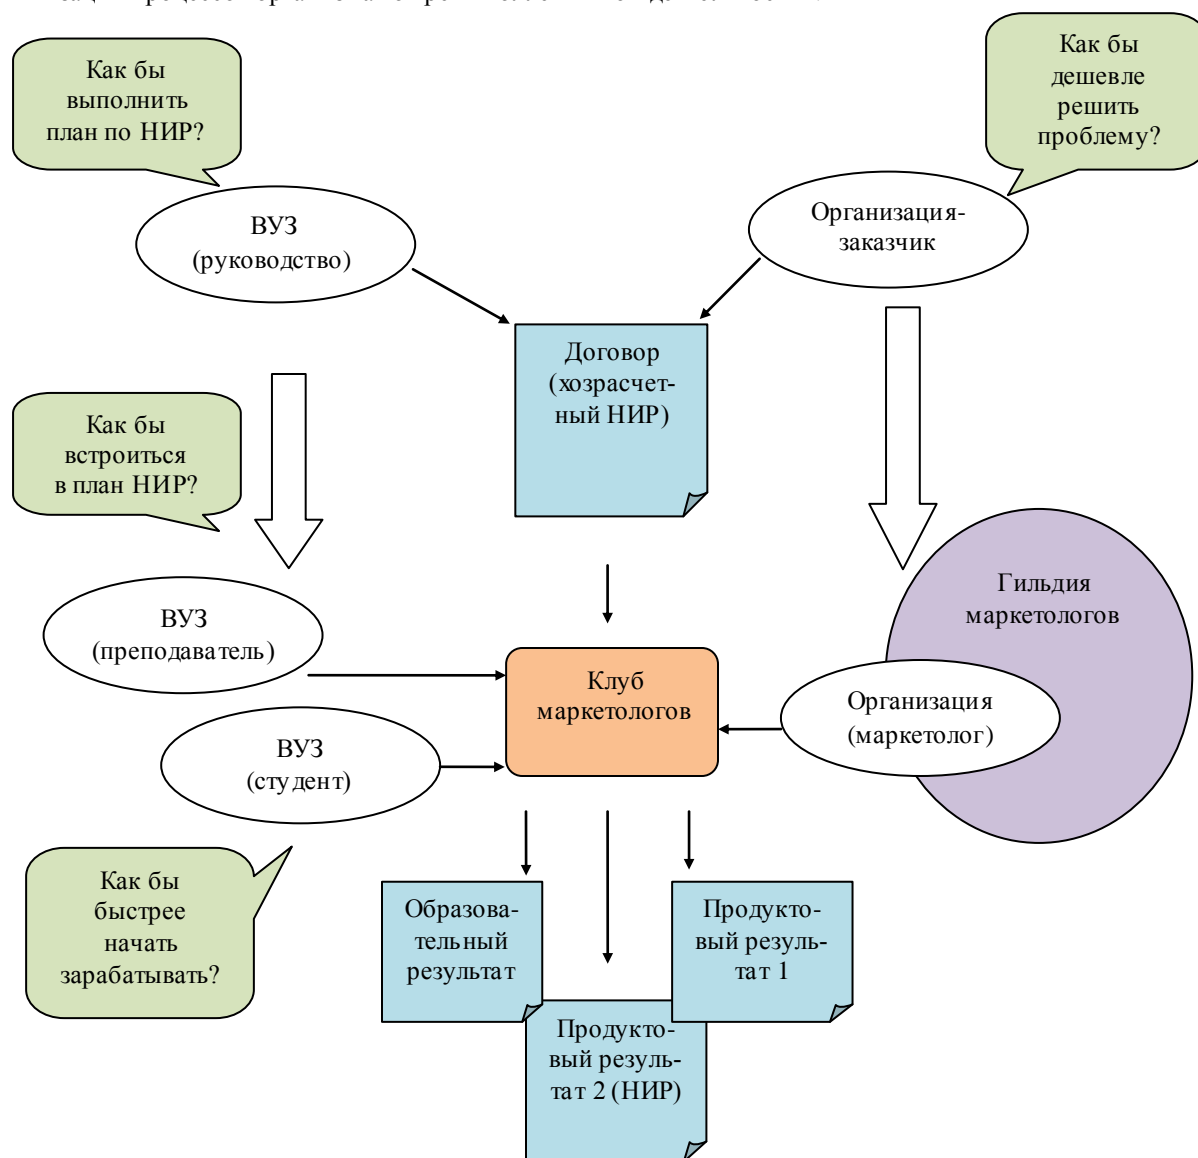 Как бы
выполнить
план по НИР?
Как бы
дешевле
решить
проблему?
ВУЗ
(руководство)
Организация-
заказчик
Договор
(хозрасчет-
ный НИР)
Как бы
встроиться
в план НИР?
Гильдия
маркетологов
ВУЗ
(преподаватель)
Клуб
маркетологов
Организация
(маркетолог)
ВУЗ
(студент)
Как бы
быстрее
начать
зарабатывать?
Образова-
тельный
результат
Продукто-
вый резуль-
тат 1
Продукто-
вый резуль-
тат 2 (НИР)